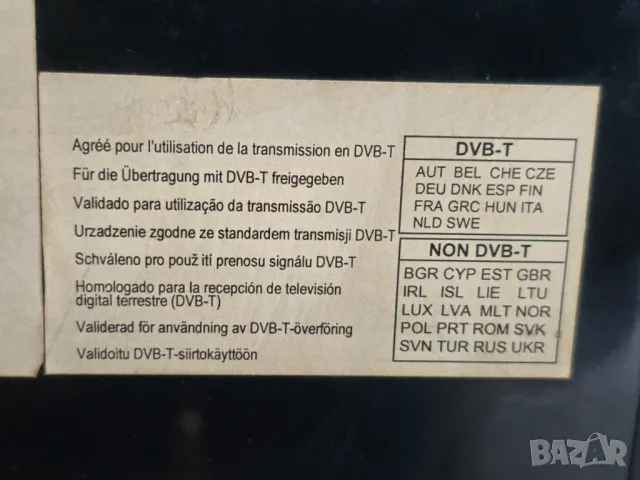 Agréé pour l'utilisation de la transmission en DVB-T
Für die Übertragung mit DVB-T freigegeben
Validado para utilização da transmissão DVB-T
Urzadzenie zgodne ze standardem transmisji DVB-T
Schváleno pro použ ití prenosu signálu DVB-T
Homologado para la recepción de televisión
digital terrestre (DVB-T)
Validerad för användning av DVB-T-överföring
Validoitu DVB-T-siirtokäyttöön
DVB-T
AUT BEL CHE CZE
DEU DNK ESP FIN
FRA GRC HUN ITA
NLD SWE
NON DVB-T
BGR CYP EST GBR
IRL ISL LIE LTU
LUX LVA MLT NOR
POL PRT ROM SVK
SVN TUR RUS UKR
BAZAR